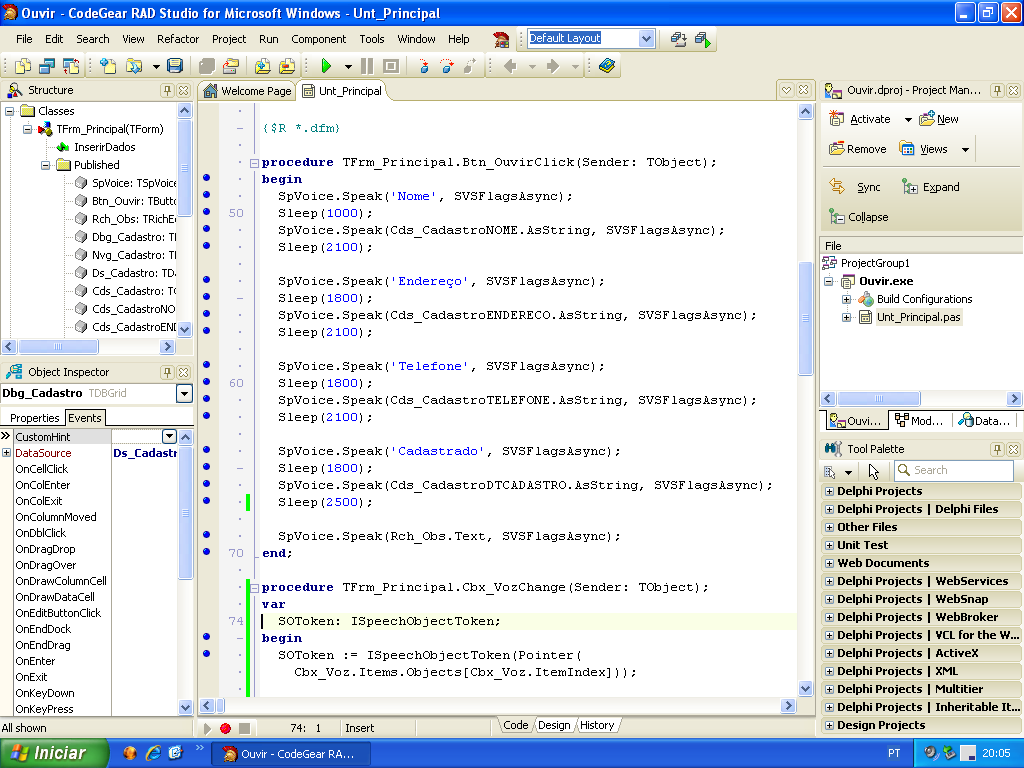 Ouvir - CodeGear RAD Studio for Microsoft Windows - Unt_Principal
File Edit Search View Refactor Project Run Component Tools Window Help
Default Layout
Structure
Classes
TFrm_Principal(TForm)
InserirDados
Published
SpVoice: TSpVoice
Btn_Ouvir: TButto
Rch_Obs: TRichE
Dbg_Cadastro: T
Nvg_Cadastro: T
Ds_Cadastro: TD
Cds_Cadastro: TC
Cds_CadastroNO
Cds_CadastroEN
Object Inspector
Dbg_Cadastro TDBGrid
Properties Events
CustomHint
DataSource Ds_Cadastr
OnCellClick
OnColEnter
OnColExit
OnColumnMoved
OnDblClick
OnDragDrop
OnDragOver
OnDrawColumnCell
OnDrawDataCell
OnEditButtonClick
OnEndDock
OnEndDrag
OnEnter
OnExit
OnKeyDown
OnKeyPress
All shown
Welcome Page Unt_Principal
{$R *.dfm}
procedure TFrm_Principal.Btn_OuvirClick(Sender: TObject);
begin
SpVoice.Speak('Nome', SVSFlagsAsync);
50 Sleep(1000);
SpVoice.Speak(Cds_CadastroNOME.AsString, SVSFlagsAsync);
Sleep(2100);
SpVoice.Speak('Endereço', SVSFlagsAsync);
Sleep(1800);
SpVoice.Speak(Cds_CadastroENDERECO.AsString, SVSFlagsAsync);
Sleep(2100);
SpVoice.Speak('Telefone', SVSFlagsAsync);
60 Sleep(1800);
SpVoice.Speak(Cds_CadastroTELEFONE.AsString, SVSFlagsAsync);
Sleep(2100);
SpVoice.Speak('Cadastrado', SVSFlagsAsync);
Sleep(1800);
SpVoice.Speak(Cds_CadastroDTCADASTRO.AsString, SVSFlagsAsync);
Sleep(2500);
SpVoice.Speak(Rch_Obs.Text, SVSFlagsAsync);
70 end;
procedure TFrm_Principal.Cbx_VozChange(Sender: TObject);
var
74 SOToken: ISpeechObjectToken;
begin
SOToken := ISpeechObjectToken(Pointer(
Cbx_Voz.Items.Objects[Cbx_Voz.ItemIndex]));
74: 1 Insert Code Design History
Ouvir.dproj - Project Man...
Activate New
Remove Views
Sync Expand
Collapse
File
ProjectGroup1
Ouvir.exe
Build Configurations
Unt_Principal.pas
Ouvi... Mod... Data...
Tool Palette
Search
Delphi Projects
Delphi Projects | Delphi Files
Other Files
Unit Test
Web Documents
Delphi Projects | WebServices
Delphi Projects | WebSnap
Delphi Projects | WebBroker
Delphi Projects | VCL for the W...
Delphi Projects | ActiveX
Delphi Projects | XML
Delphi Projects | Multitier
Delphi Projects | Inheritable It...
Design Projects
Iniciar
Ouvir - CodeGear RA...
PT
20:05